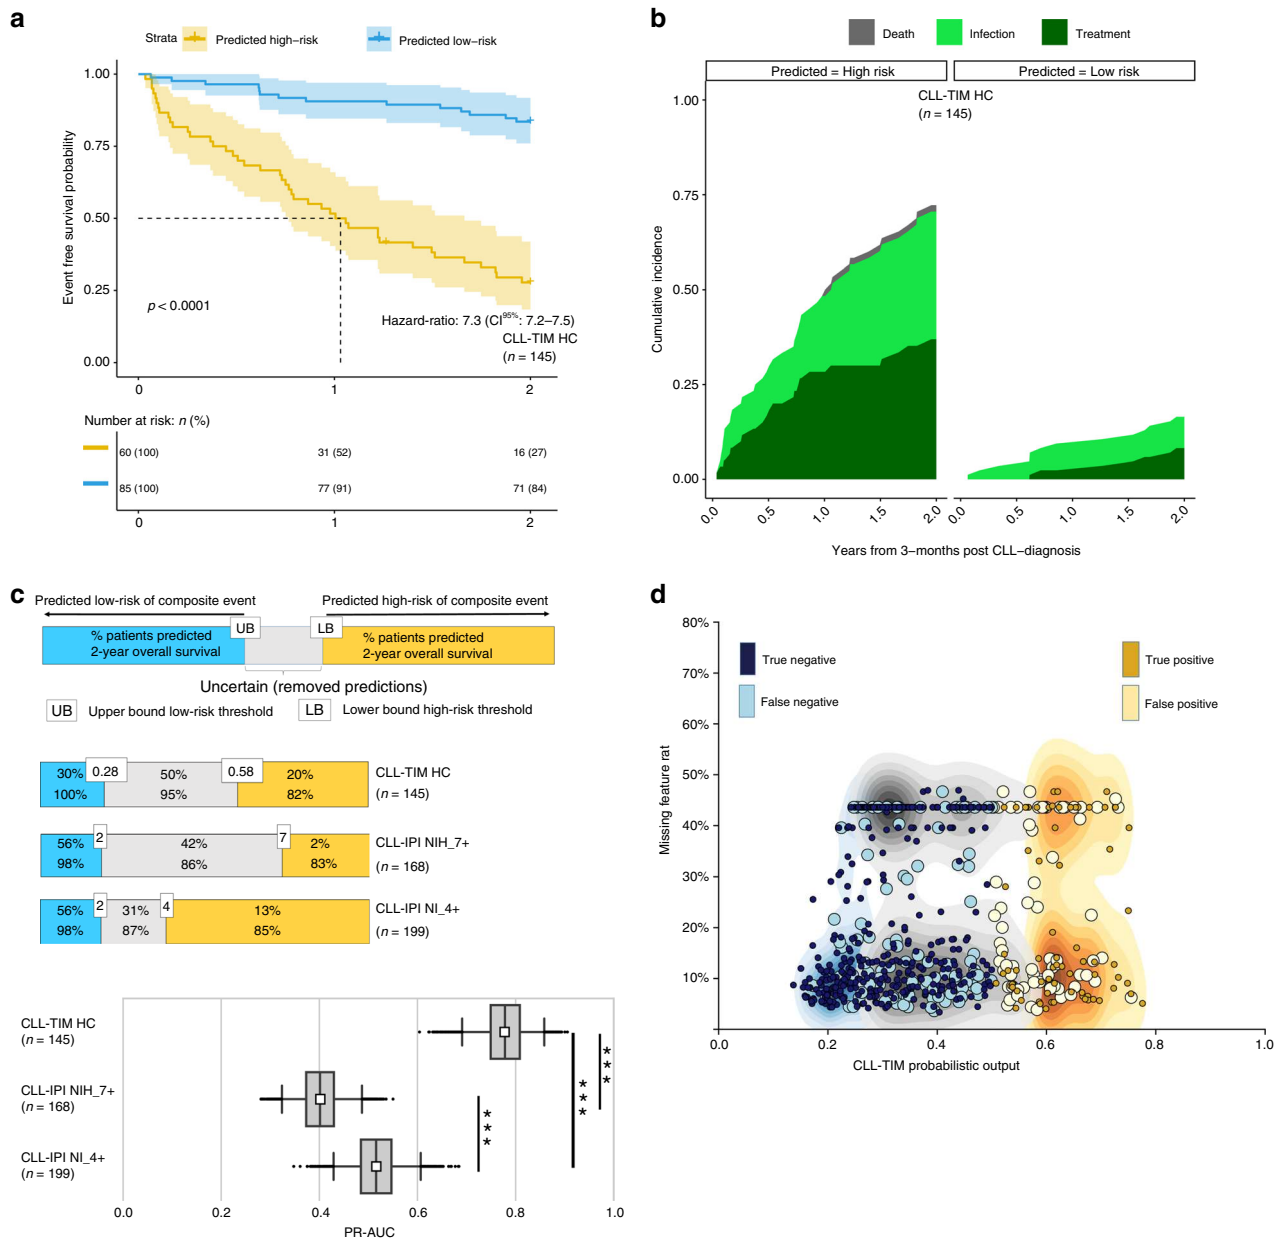 a
Strata Predicted high–risk Predicted low–risk
1.00
0.75
0.50
0.25
0.00
Event free survival probability
p < 0.0001
Hazard-ratio: 7.3 (CI95%: 7.2–7.5)
CLL-TIM HC
(n = 145)
0 1 2
Number at risk: n (%)
60 (100) 31 (52) 16 (27)
85 (100) 77 (91) 71 (84)
0 1 2
b
Death Infection Treatment
Predicted = High risk Predicted = Low risk
CLL-TIM HC
(n = 145)
1.00
0.75
0.50
0.25
0.00
Cumulative incidence
0.0 0.5 1.0 1.5 2.0 0.0 0.5 1.0 1.5 2.0
Years from 3–months post CLL–diagnosis
c
Predicted low-risk of composite event Predicted high-risk of composite event
UB LB
% patients predicted % patients predicted
2-year overall survival 2-year overall survival
Uncertain (removed predictions)
UB Upper bound low-risk threshold LB Lower bound high-risk threshold
30% 0.28 50% 0.58 20% CLL-TIM HC
100% 95% 82% (n = 145)
56% 2 42% 7 2% CLL-IPI NIH_7+
98% 86% 83% (n = 168)
56% 2 31% 4 13% CLL-IPI NI_4+
98% 87% 85% (n = 199)
CLL-TIM HC
(n = 145)
CLL-IPI NIH_7+
(n = 168)
CLL-IPI NI_4+
(n = 199)
***
***
***
0.0 0.2 0.4 0.6 0.8 1.0
PR-AUC
d
80%
70%
60%
50%
40%
30%
20%
10%
Missing feature rat
True negative True positive
False negative False positive
0.0 0.2 0.4 0.6 0.8 1.0
CLL-TIM probabilistic output